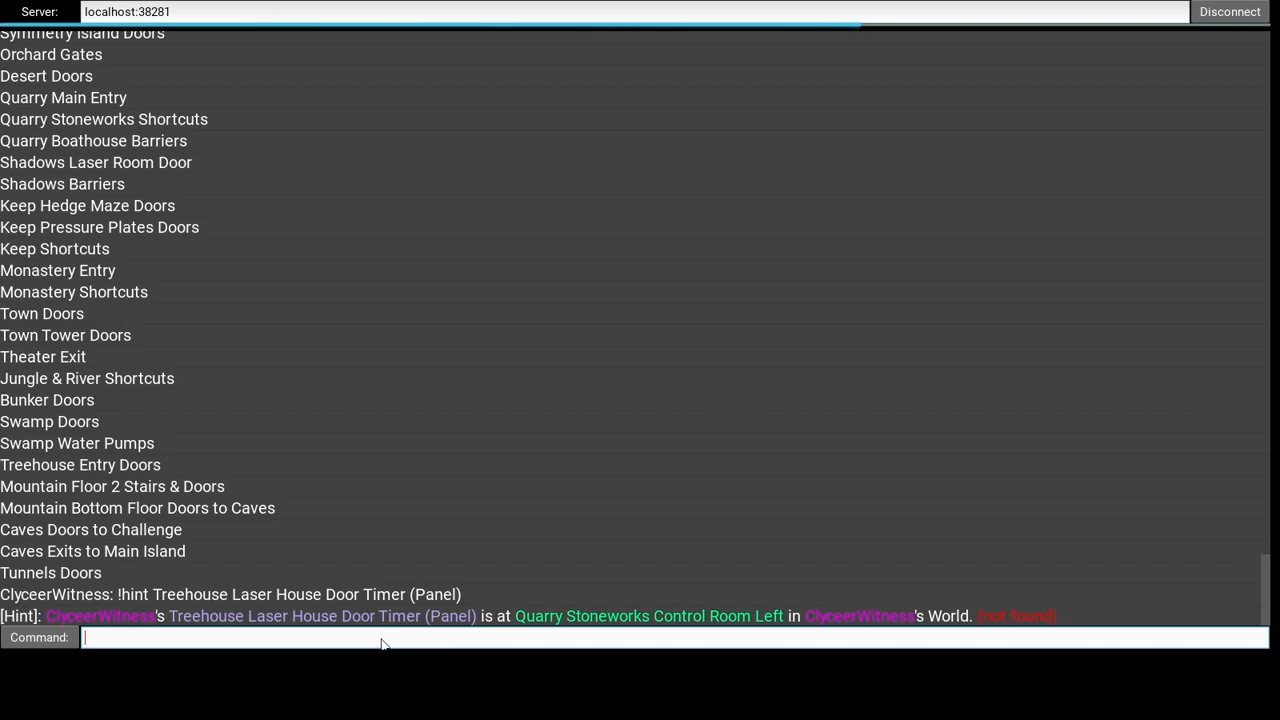 Server: localhost:38281 Disconnect
Symmetry Island Doors
Orchard Gates
Desert Doors
Quarry Main Entry
Quarry Stoneworks Shortcuts
Quarry Boathouse Barriers
Shadows Laser Room Door
Shadows Barriers
Keep Hedge Maze Doors
Keep Pressure Plates Doors
Keep Shortcuts
Monastery Entry
Monastery Shortcuts
Town Doors
Town Tower Doors
Theater Exit
Jungle & River Shortcuts
Bunker Doors
Swamp Doors
Swamp Water Pumps
Treehouse Entry Doors
Mountain Floor 2 Stairs & Doors
Mountain Bottom Floor Doors to Caves
Caves Doors to Challenge
Caves Exits to Main Island
Tunnels Doors
ClyceerWitness: !hint Treehouse Laser House Door Timer (Panel)
[Hint]: ClyceerWitness's Treehouse Laser House Door Timer (Panel) is at Quarry Stoneworks Control Room Left in ClyceerWitness's World. (not found)
Command: